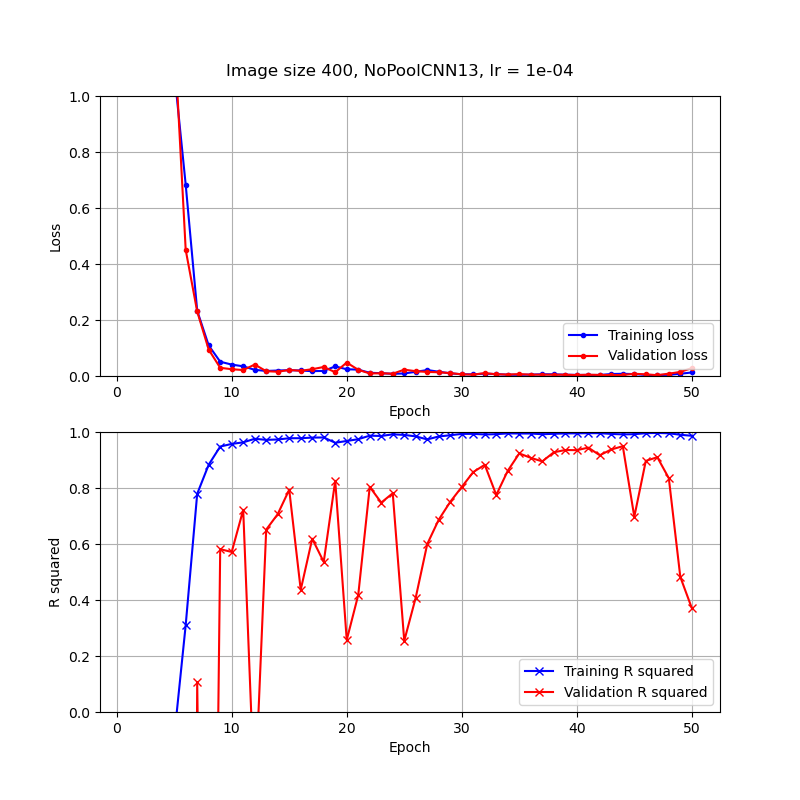 Image size 400, NoPoolCNN13, lr = 1e-04
1.0
0.8
0.6
0.4
0.2
0.0
Loss
0 10 20 30 40 50
Epoch
Training loss
Validation loss
1.0
0.8
0.6
0.4
0.2
0.0
R squared
0 10 20 30 40 50
Epoch
Training R squared
Validation R squared